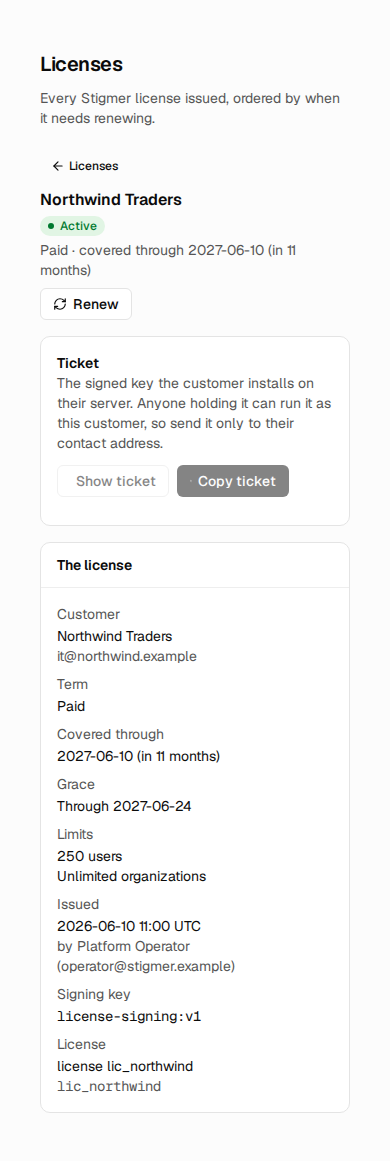 Licenses
Every Stigmer license issued, ordered by when
it needs renewing.
← Licenses
Northwind Traders
Active
Paid · covered through 2027-06-10 (in 11
months)
Renew
Ticket
The signed key the customer installs on
their server. Anyone holding it can run it as
this customer, so send it only to their
contact address.
Show ticket Copy ticket
The license
Customer
Northwind Traders
it@northwind.example
Term
Paid
Covered through
2027-06-10 (in 11 months)
Grace
Through 2027-06-24
Limits
250 users
Unlimited organizations
Issued
2026-06-10 11:00 UTC
by Platform Operator
(operator@stigmer.example)
Signing key
license-signing:v1
License
license lic_northwind
lic_northwind